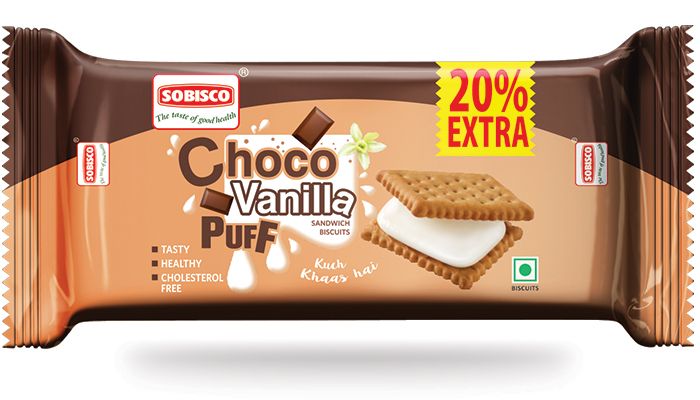 SOBISCO
®
The taste of good health
20%
EXTRA
SOBISCO
SOBISCO
Choco
Vanilla
SANDWICH
BISCUITS
PUFF
TASTY
HEALTHY
CHOLESTEROL
FREE
Kuch
Khaas hai
BISCUITS